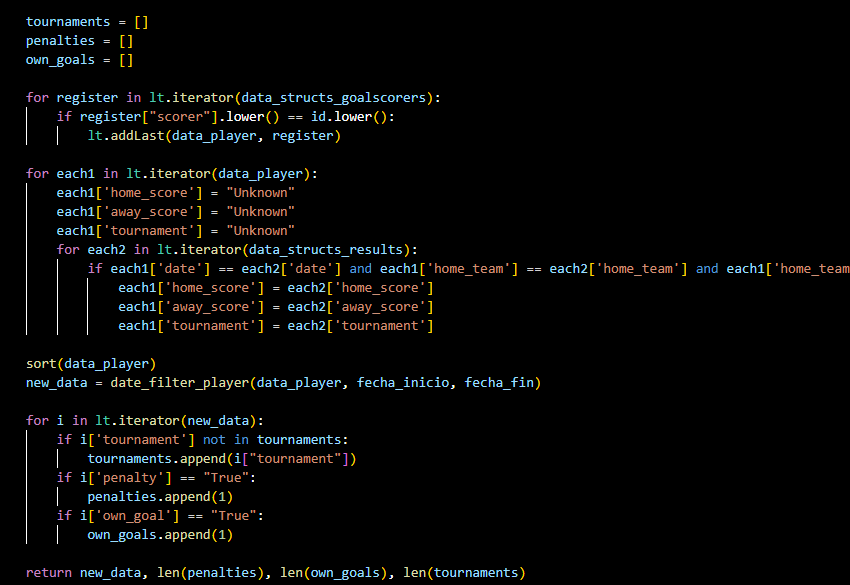 tournaments = []
penalties = []
own_goals = []
for register in lt.iterator(data_structs_goalscorers):
if register["scorer"].lower() == id.lower():
lt.addLast(data_player, register)
for each1 in lt.iterator(data_player):
each1['home_score'] = "Unknown"
each1['away_score'] = "Unknown"
each1['tournament'] = "Unknown"
for each2 in lt.iterator(data_structs_results):
if each1['date'] == each2['date'] and each1['home_team'] == each2['home_team'] and each1['home_team
each1['home_score'] = each2['home_score']
each1['away_score'] = each2['away_score']
each1['tournament'] = each2['tournament']
sort(data_player)
new_data = date_filter_player(data_player, fecha_inicio, fecha_fin)
for i in lt.iterator(new_data):
if i['tournament'] not in tournaments:
tournaments.append(i["tournament"])
if i['penalty'] == "True":
penalties.append(1)
if i['own_goal'] == "True":
own_goals.append(1)
return new_data, len(penalties), len(own_goals), len(tournaments)